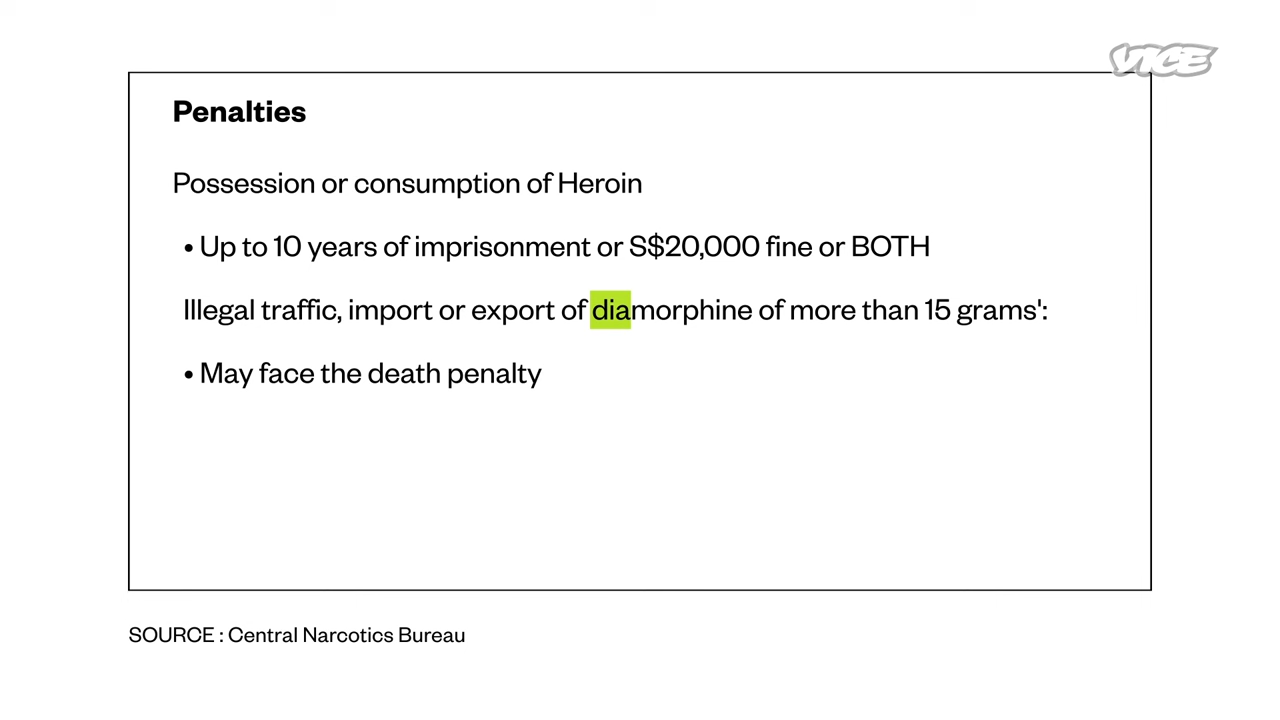 VICE
Penalties
Possession or consumption of Heroin
• Up to 10 years of imprisonment or S$20,000 fine or BOTH
Illegal traffic, import or export of diamorphine of more than 15 grams':
• May face the death penalty
SOURCE : Central Narcotics Bureau